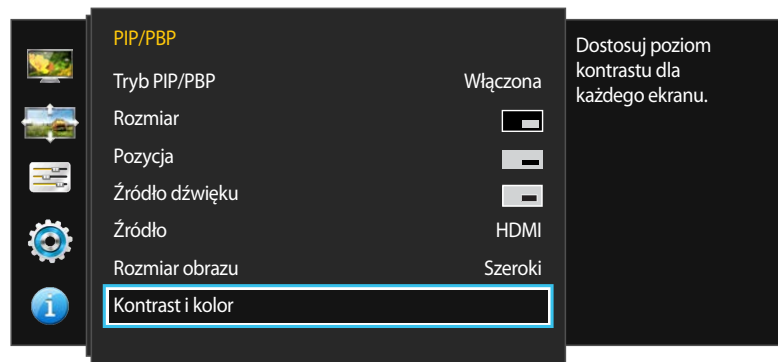 PIP/PBP
Tryb PIP/PBP Włączona
Rozmiar
Pozycja
Źródło dźwięku
Źródło HDMI
Rozmiar obrazu Szeroki
Kontrast i kolor
Dostosuj poziom
kontrastu dla
każdego ekranu.